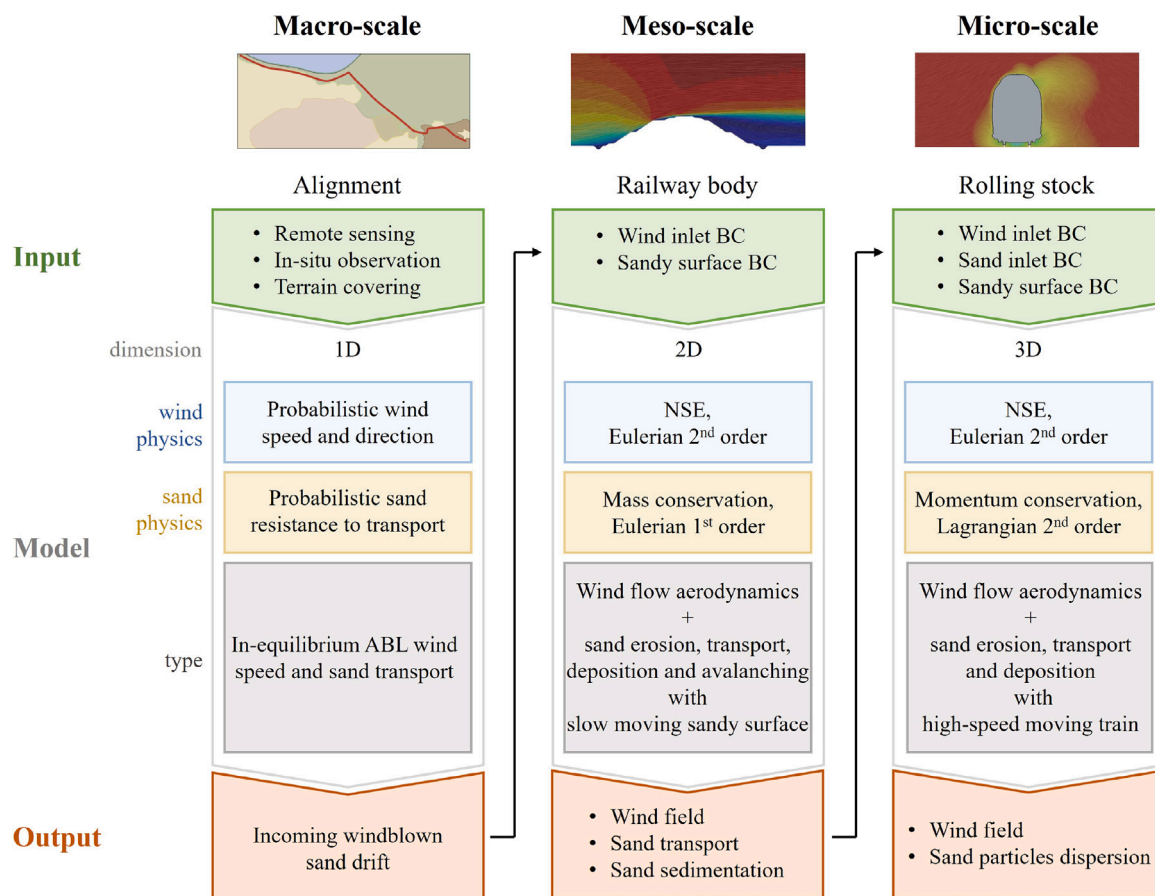 Macro-scale
Meso-scale
Micro-scale
Alignment
Railway body
Rolling stock
Input
• Remote sensing
• In-situ observation
• Terrain covering
• Wind inlet BC
• Sandy surface BC
• Wind inlet BC
• Sand inlet BC
• Sandy surface BC
dimension
1D
2D
3D
wind
physics
Probabilistic wind
speed and direction
NSE,
Eulerian 2nd order
NSE,
Eulerian 2nd order
sand
physics
Probabilistic sand
resistance to transport
Mass conservation,
Eulerian 1st order
Momentum conservation,
Lagrangian 2nd order
Model
type
In-equilibrium ABL wind
speed and sand transport
Wind flow aerodynamics
+
sand erosion, transport,
deposition and avalanching
with
slow moving sandy surface
Wind flow aerodynamics
+
sand erosion, transport
and deposition
with
high-speed moving train
Output
Incoming windblown
sand drift
• Wind field
• Sand transport
• Sand sedimentation
• Wind field
• Sand particles dispersion